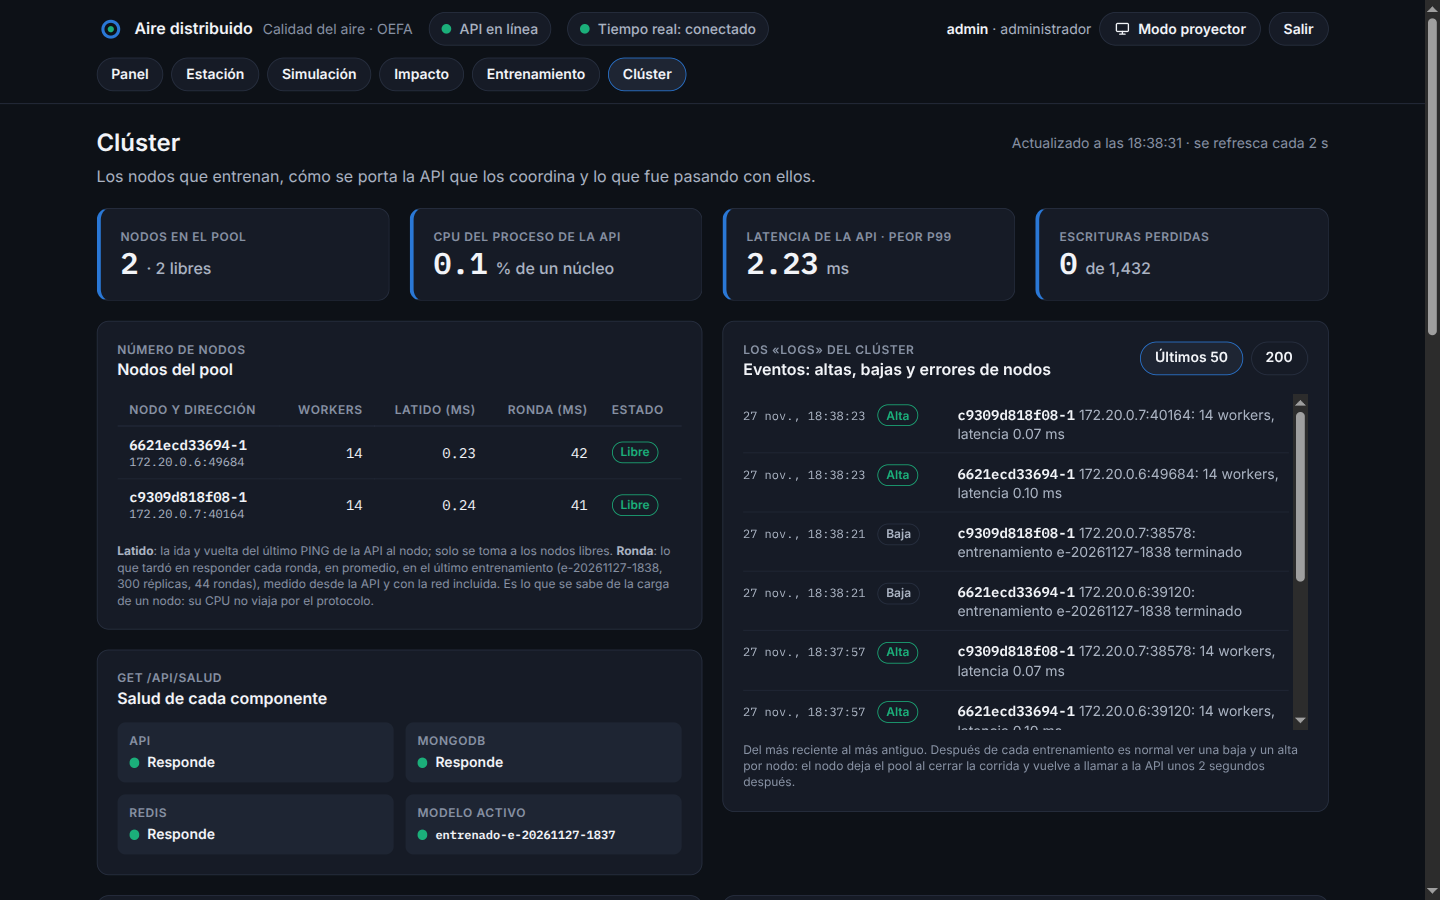 Aire distribuido Calidad del aire · OEFA API en línea Tiempo real: conectado admin · administrador Modo proyector Salir
Panel Estación Simulación Impacto Entrenamiento Clúster
Clúster
Actualizado a las 18:38:31 · se refresca cada 2 s
Los nodos que entrenan, cómo se porta la API que los coordina y lo que fue pasando con ellos.
NODOS EN EL POOL
2 · 2 libres
CPU DEL PROCESO DE LA API
0.1 % de un núcleo
LATENCIA DE LA API · PEOR P99
2.23 ms
ESCRITURAS PERDIDAS
0 de 1,432
NÚMERO DE NODOS
Nodos del pool
NODO Y DIRECCIÓN WORKERS LATIDO (MS) RONDA (MS) ESTADO
6621ecd33694-1 14 0.23 42 Libre
172.20.0.6:49684
c9309d818f08-1 14 0.24 41 Libre
172.20.0.7:40164
Latido: la ida y vuelta del último PING de la API al nodo; solo se toma a los nodos libres. Ronda: lo
que tardó en responder cada ronda, en promedio, en el último entrenamiento (e-20261127-1838,
300 réplicas, 44 rondas), medido desde la API y con la red incluida. Es lo que se sabe de la carga
de un nodo: su CPU no viaja por el protocolo.
GET /API/SALUD
Salud de cada componente
API
Responde
MONGODB
Responde
REDIS
Responde
MODELO ACTIVO
entrenado-e-20261127-1837
LOS «LOGS» DEL CLÚSTER
Eventos: altas, bajas y errores de nodos
Últimos 50 200
27 nov., 18:38:23 Alta c9309d818f08-1 172.20.0.7:40164: 14 workers,
latencia 0.07 ms
27 nov., 18:38:23 Alta 6621ecd33694-1 172.20.0.6:49684: 14 workers,
latencia 0.10 ms
27 nov., 18:38:21 Baja c9309d818f08-1 172.20.0.7:38578:
entrenamiento e-20261127-1838 terminado
27 nov., 18:38:21 Baja 6621ecd33694-1 172.20.0.6:39120:
entrenamiento e-20261127-1838 terminado
27 nov., 18:37:57 Alta c9309d818f08-1 172.20.0.7:38578: 14 workers,
latencia 0.07 ms
27 nov., 18:37:57 Alta 6621ecd33694-1 172.20.0.6:39120: 14 workers,
latencia 0.10 ms
Del más reciente al más antiguo. Después de cada entrenamiento es normal ver una baja y un alta
por nodo: el nodo deja el pool al cerrar la corrida y vuelve a llamar a la API unos 2 segundos
después.